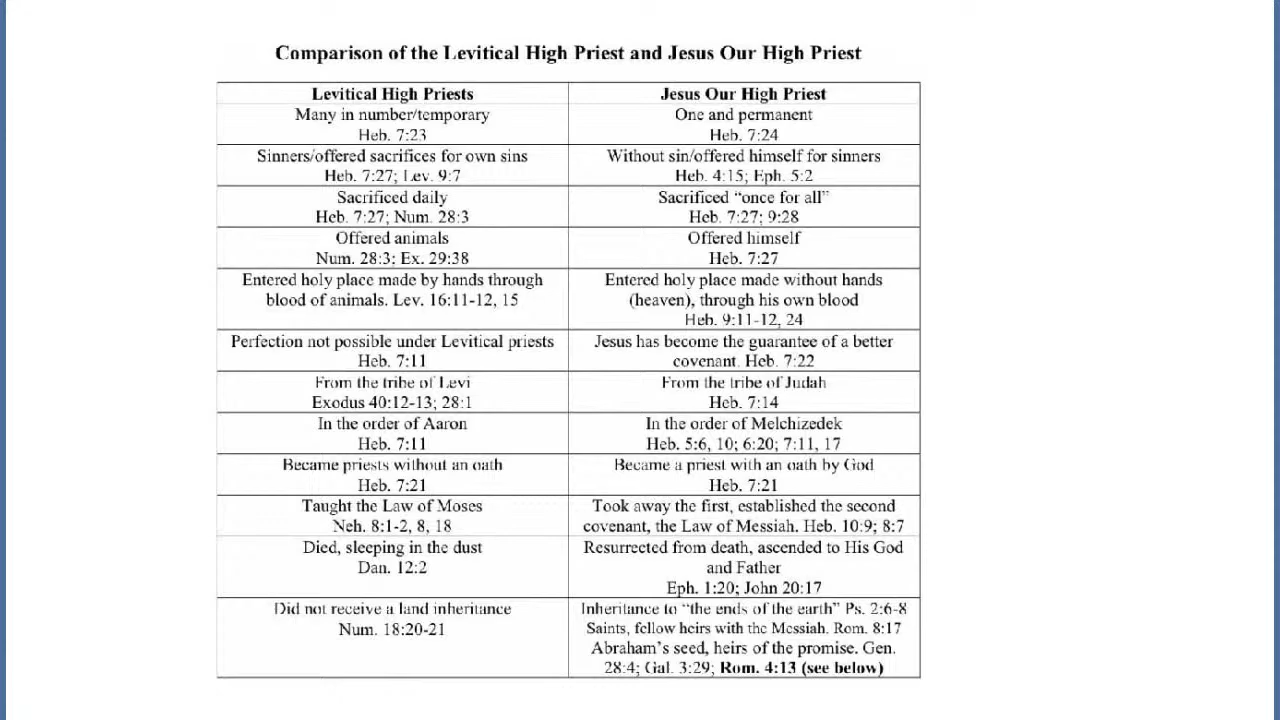 Comparison of the Levitical High Priest and Jesus Our High Priest
Levitical High Priests
Jesus Our High Priest
Many in number/temporary
Heb. 7:23
One and permanent
Heb. 7:24
Sinners/offered sacrifices for own sins
Heb. 7:27; Lev. 9:7
Without sin/offered himself for sinners
Heb. 4:15; Eph. 5:2
Sacrificed daily
Heb. 7:27; Num. 28:3
Sacrificed “once for all”
Heb. 7:27; 9:28
Offered animals
Num. 28:3; Ex. 29:38
Offered himself
Heb. 7:27
Entered holy place made by hands through
blood of animals. Lev. 16:11-12, 15
Entered holy place made without hands
(heaven), through his own blood
Heb. 9:11-12, 24
Perfection not possible under Levitical priests
Heb. 7:11
Jesus has become the guarantee of a better
covenant. Heb. 7:22
From the tribe of Levi
Exodus 40:12-13; 28:1
From the tribe of Judah
Heb. 7:14
In the order of Aaron
Heb. 7:11
In the order of Melchizedek
Heb. 5:6, 10; 6:20; 7:11, 17
Became priests without an oath
Heb. 7:21
Became a priest with an oath by God
Heb. 7:21
Taught the Law of Moses
Neh. 8:1-2, 8, 18
Took away the first, established the second
covenant, the Law of Messiah. Heb. 10:9; 8:7
Died, sleeping in the dust
Dan. 12:2
Resurrected from death, ascended to His God
and Father
Eph. 1:20; John 20:17
Did not receive a land inheritance
Num. 18:20-21
Inheritance to “the ends of the earth” Ps. 2:6-8
Saints, fellow heirs with the Messiah. Rom. 8:17
Abraham’s seed, heirs of the promise. Gen.
28:4; Gal. 3:29; Rom. 4:13 (see below)